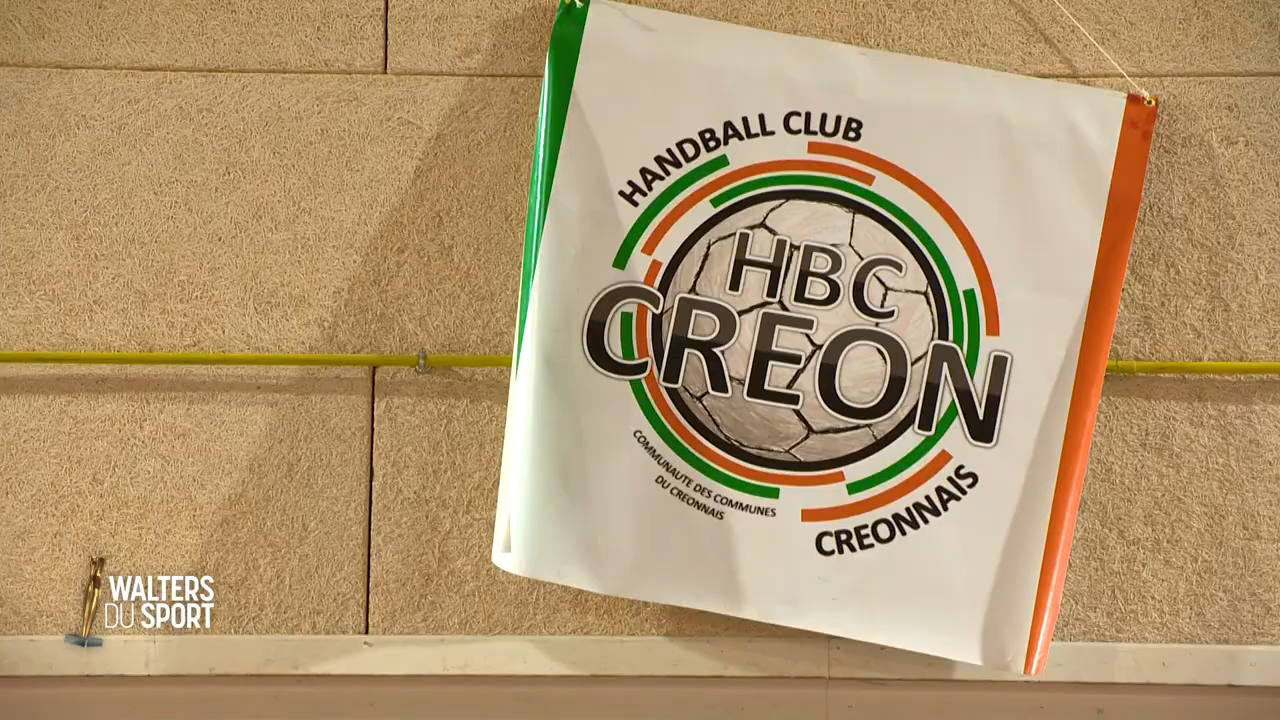 HANDBALL CLUB
HBC
CREON
COMMUNAUTE DES COMMUNES
DU CREONNAIS
CREONNAIS
WALTERS
DU SPORT